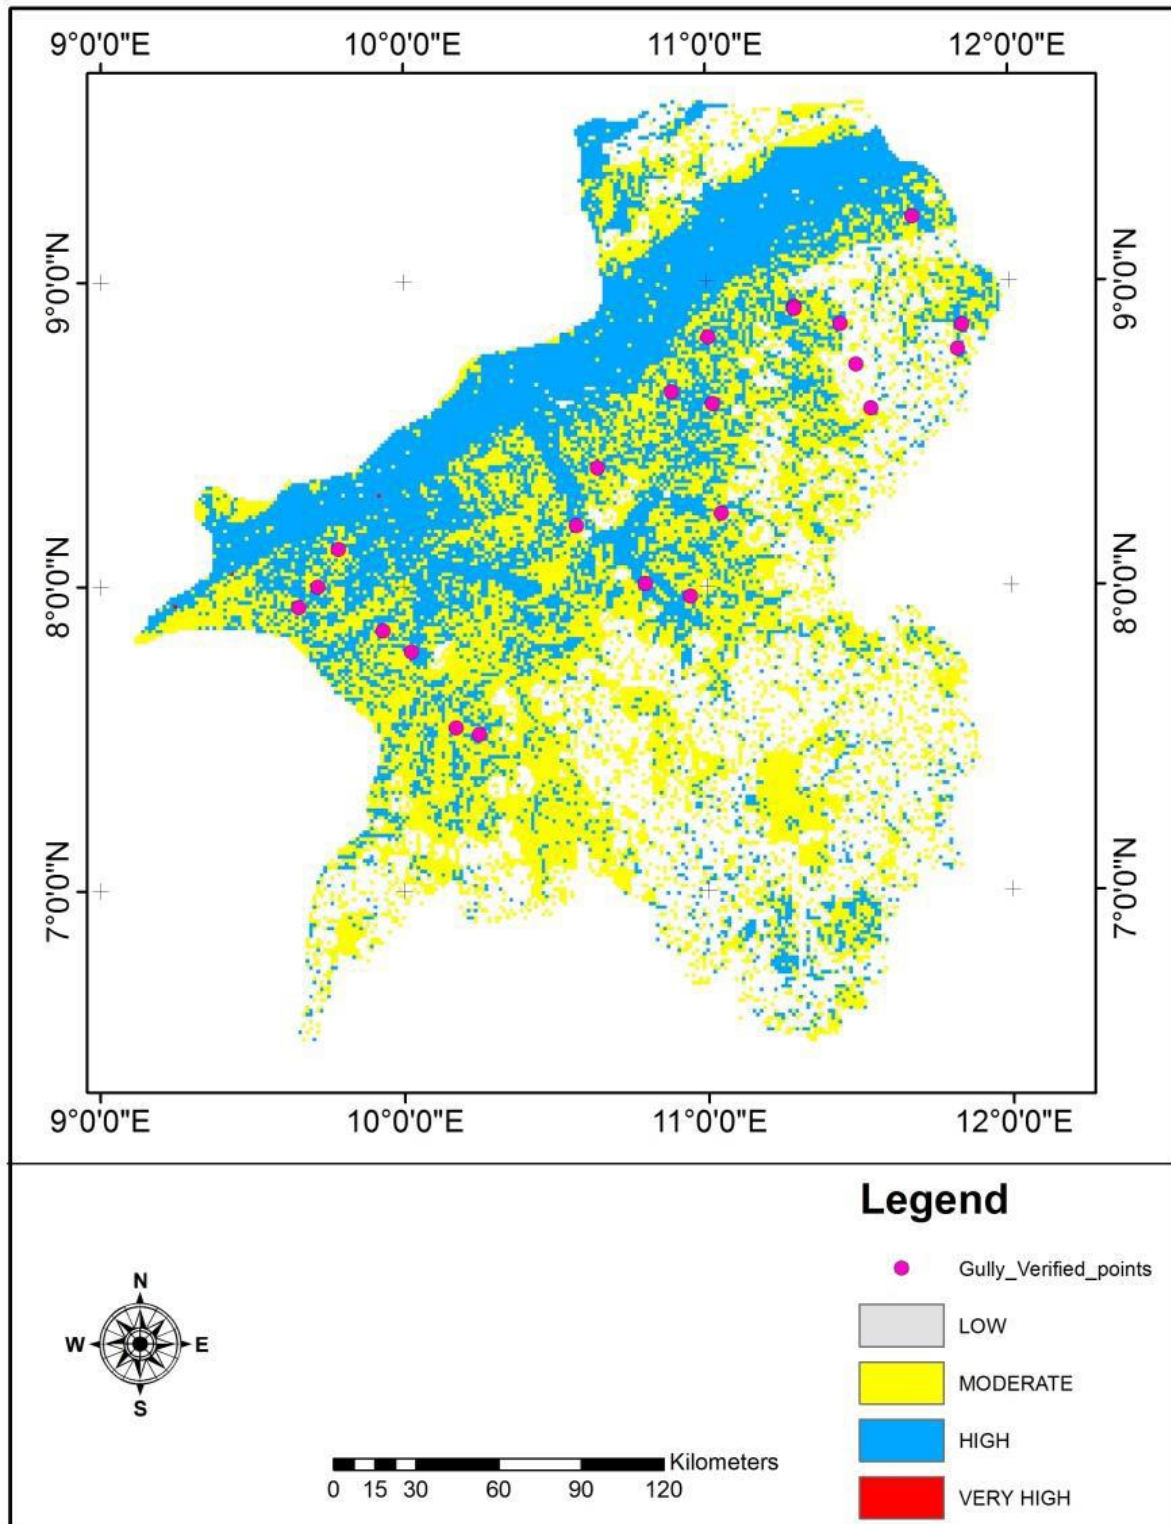 9°0'0"E 10°0'0"E 11°0'0"E 12°0'0"E
9°0'0"N 9°0'0"N
8°0'0"N 8°0'0"N
7°0'0"N 7°0'0"N
9°0'0"E 10°0'0"E 11°0'0"E 12°0'0"E
Legend
Gully_Verified_points
LOW
MODERATE
HIGH
VERY HIGH
N
W E
S
Kilometers
0 15 30 60 90 120